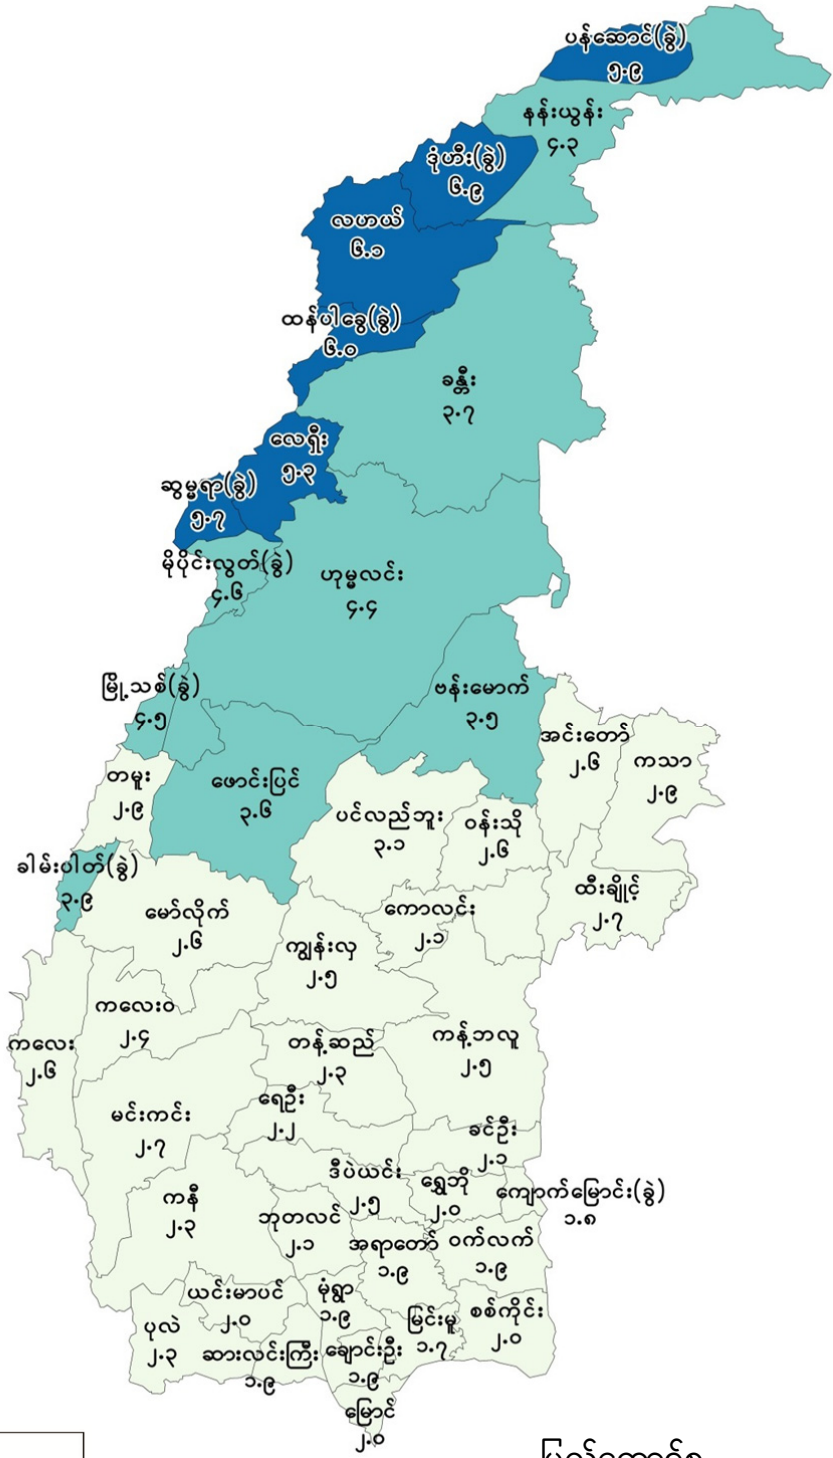 ပန်ဆောင်(ခွဲ)
၅.၉
နန်းယွန်း
၄.၃
ဒုံဟီး(ခွဲ)
၆.၉
လဟယ်
၆.၁
ထန်ပါခွေ(ခွဲ)
၆.၀
ခန္တီး
၃.၇
လေရှီး
၅.၃
ဆွမ္မရာ(ခွဲ)
၅.၇
မိုပိုင်းလွတ်(ခွဲ)
၄.၆
ဟုမ္မလင်း
၄.၄
မြို့သစ်(ခွဲ)
၄.၅
ဗန်းမောက်
၃.၅
အင်းတော်
၂.၆
ကသာ
၂.၉
တမူး
၂.၉
ဖောင်းပြင်
၃.၆
ပင်လည်ဘူး
၃.၁
ဝန်းသို
၂.၆
ခါမ်းပါတ်(ခွဲ)
၃.၉
ထီးချိုင့်
၂.၇
မော်လိုက်
၂.၆
ကောလင်း
၂.၁
ကျွန်းလှ
၂.၅
ကလေးဝ
၂.၄
ကလေး
၂.၆
တန့်ဆည်
၂.၃
ကန့်ဘလူ
၂.၅
မင်းကင်း
၂.၇
ရေဦး
၂.၂
ခင်ဦး
၂.၁
ဒီပဲယင်း
၂.၅
ရွှေဘို
၂.၀
ကျောက်မြောင်း(ခွဲ)
၁.၈
ကနီ
၂.၃
ဘုတလင်
၂.၁
အရာတော်
၁.၉
ဝက်လက်
၁.၉
ယင်းမာပင်
၂.၀
မုံရွာ
၁.၉
မြင်းမူ
၁.၇
စစ်ကိုင်း
၂.၀
ပုလဲ
၂.၃
ဆားလင်းကြီး
၁.၉
ချောင်းဦး
၁.၉
မြောင်
၂.၀